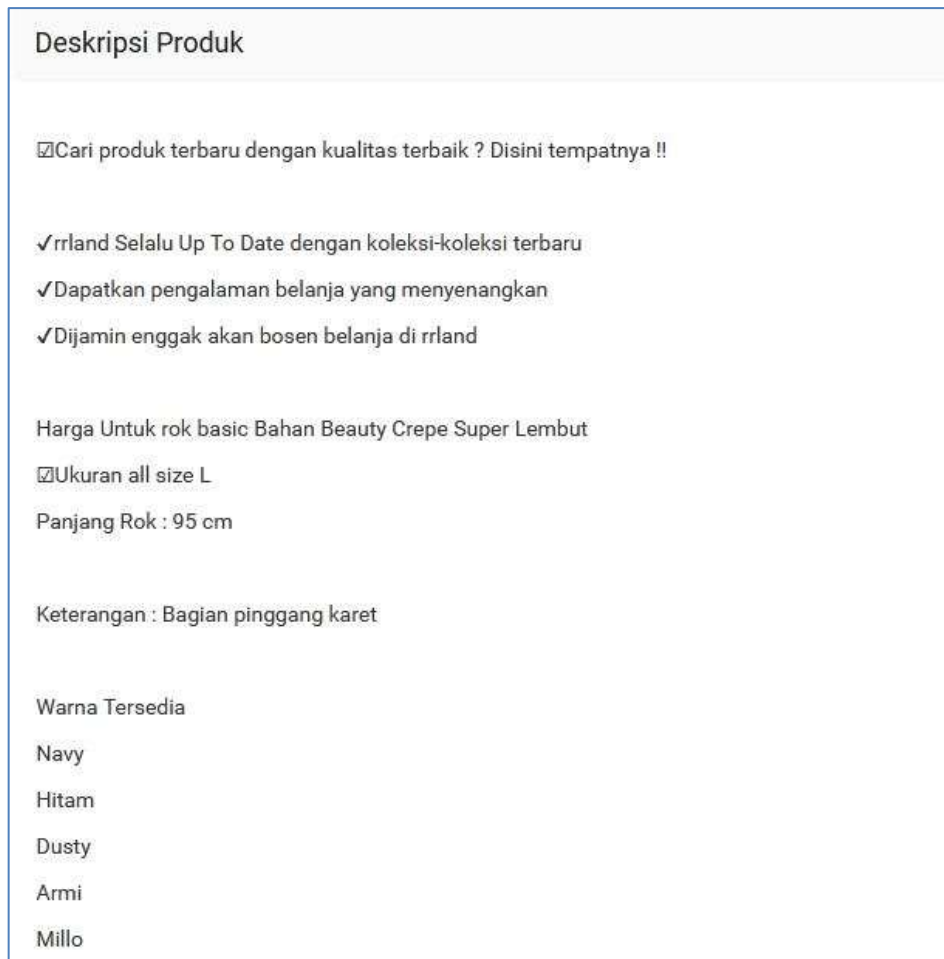 Deskripsi Produk
☑Cari produk terbaru dengan kualitas terbaik ? Disini tempatnya !!
✓rrland Selalu Up To Date dengan koleksi-koleksi terbaru
✓Dapatkan pengalaman belanja yang menyenangkan
✓Dijamin enggak akan bosen belanja di rrland
Harga Untuk rok basic Bahan Beauty Crepe Super Lembut
☑Ukuran all size L
Panjang Rok : 95 cm
Keterangan : Bagian pinggang karet
Warna Tersedia
Navy
Hitam
Dusty
Armi
Millo